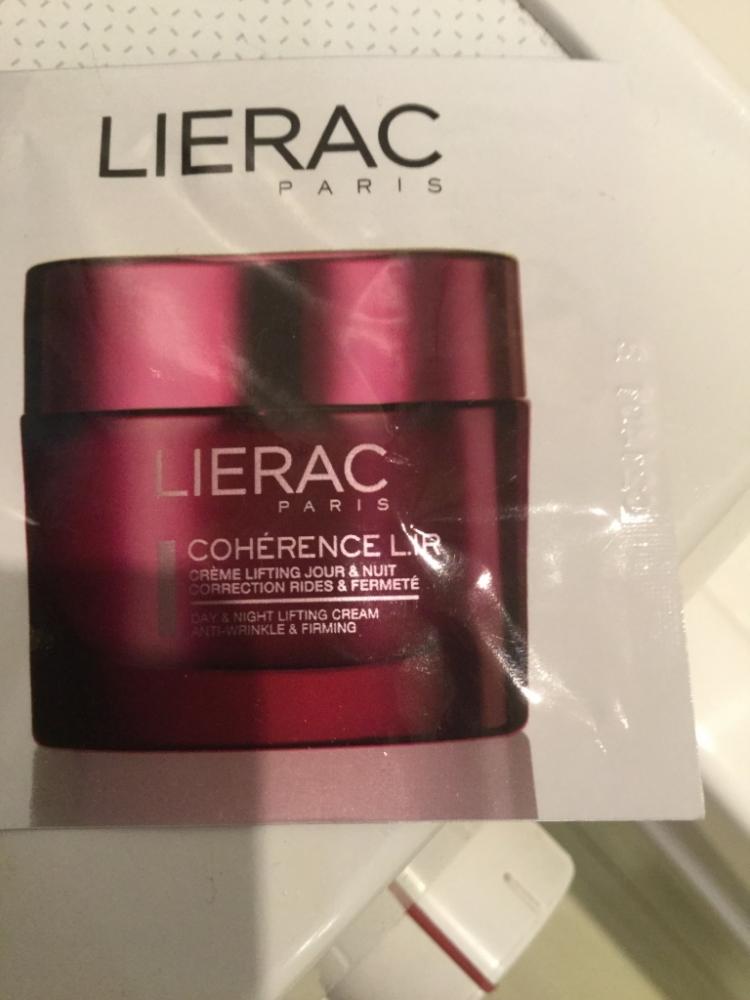 LIERAC
PARIS
LIERAC
PARIS
COHÉRENCE L.IR
CRÈME LIFTING JOUR & NUIT
CORRECTION RIDES & FERMETÉ
DAY & NIGHT LIFTING CREAM
ANTI-WRINKLE & FIRMING